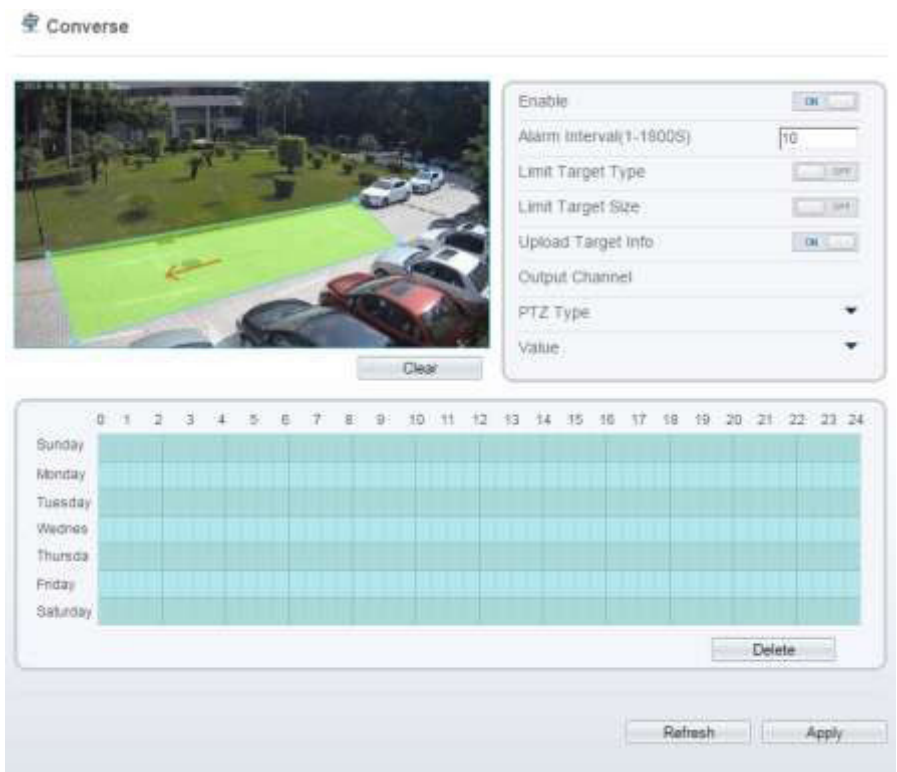 Converse
Enable ON
Alarm Interval(1-1800S) 10
Limit Target Type OFF
Limit Target Size OFF
Upload Target Info ON
Output Channel
PTZ Type
Value
Clear
0 1 2 3 4 5 6 7 8 9 10 11 12 13 14 15 16 17 18 19 20 21 22 23 24
Sunday
Monday
Tuesday
Wednes
Thursda
Friday
Saturday
Delete
Refresh Apply